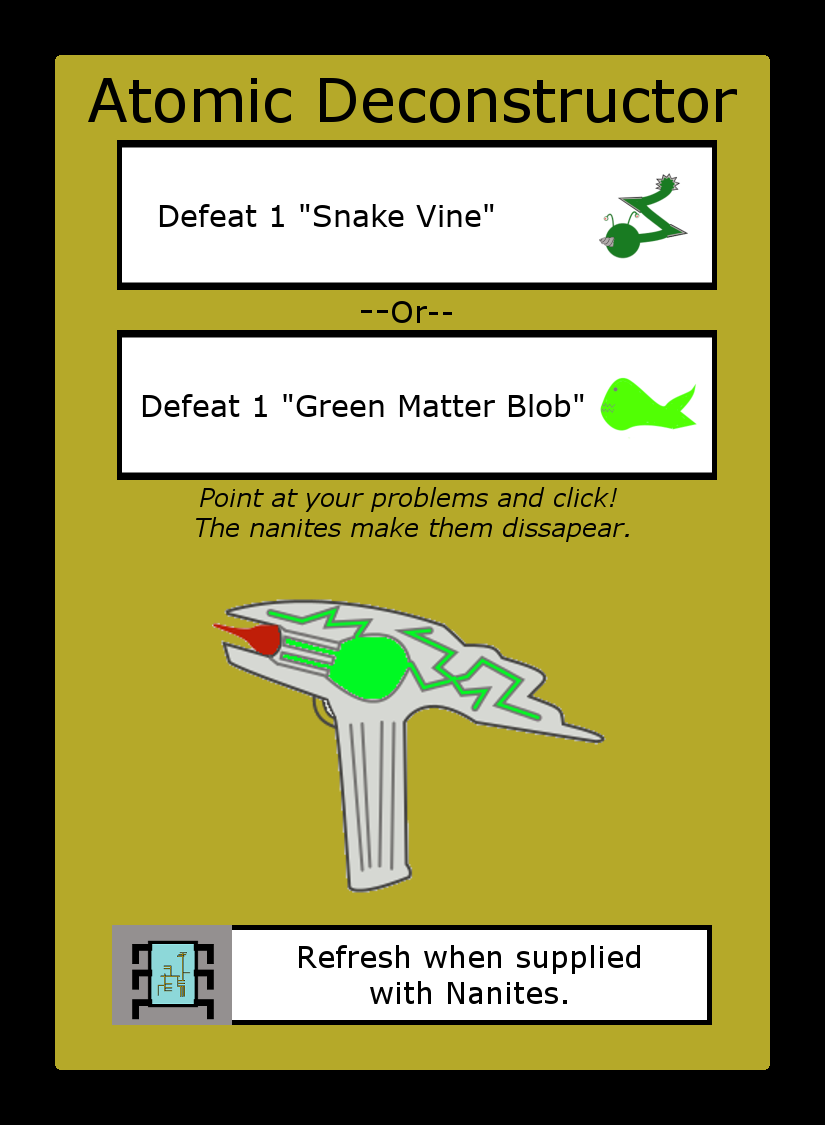 Atomic Deconstructor
Defeat 1 "Snake Vine"
--Or--
Defeat 1 "Green Matter Blob"
Point at your problems and click!
The nanites make them dissapear.
Refresh when supplied
with Nanites.